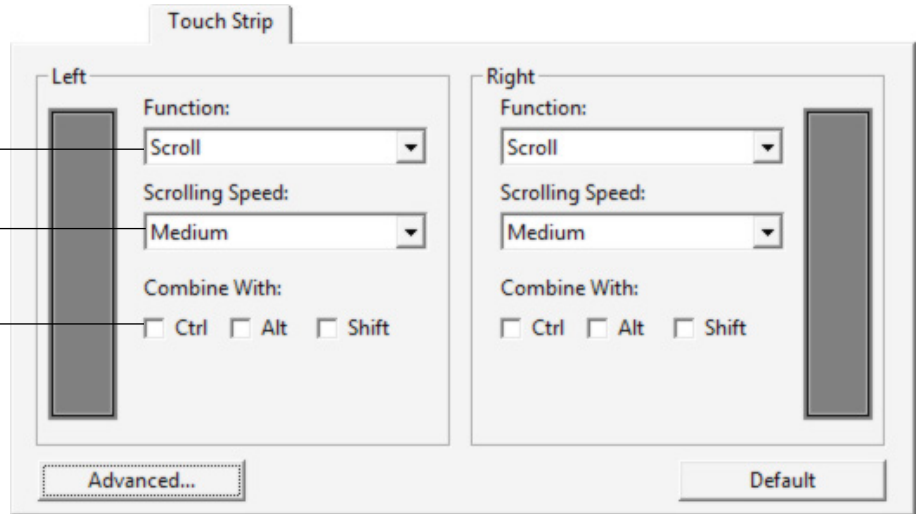 Touch Strip
Left
Function:
Scroll
Scrolling Speed:
Medium
Combine With:
Ctrl Alt Shift
Right
Function:
Scroll
Scrolling Speed:
Medium
Combine With:
Ctrl Alt Shift
Advanced... Default